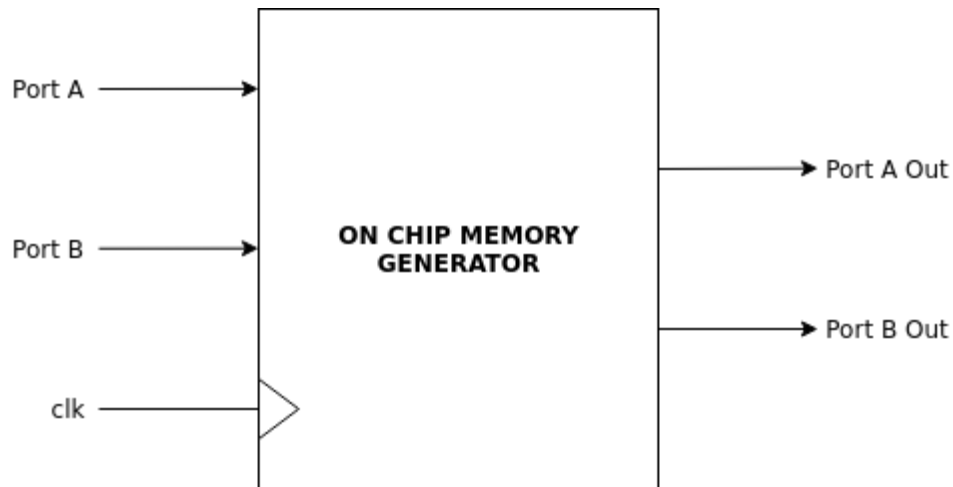 Port A
Port A Out
ON CHIP MEMORY
GENERATOR
Port B
Port B Out
clk